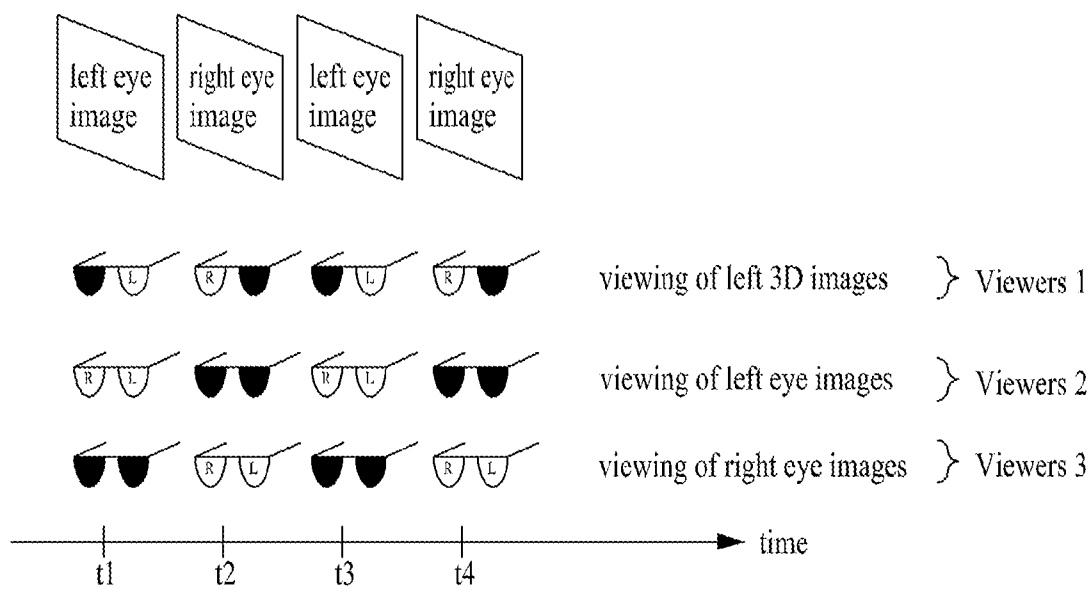 left eye image
right eye image
left eye image
right eye image
L R L R viewing of left 3D images Viewers 1
R L R L viewing of left eye images Viewers 2
R L R L viewing of right eye images Viewers 3
time
t1 t2 t3 t4